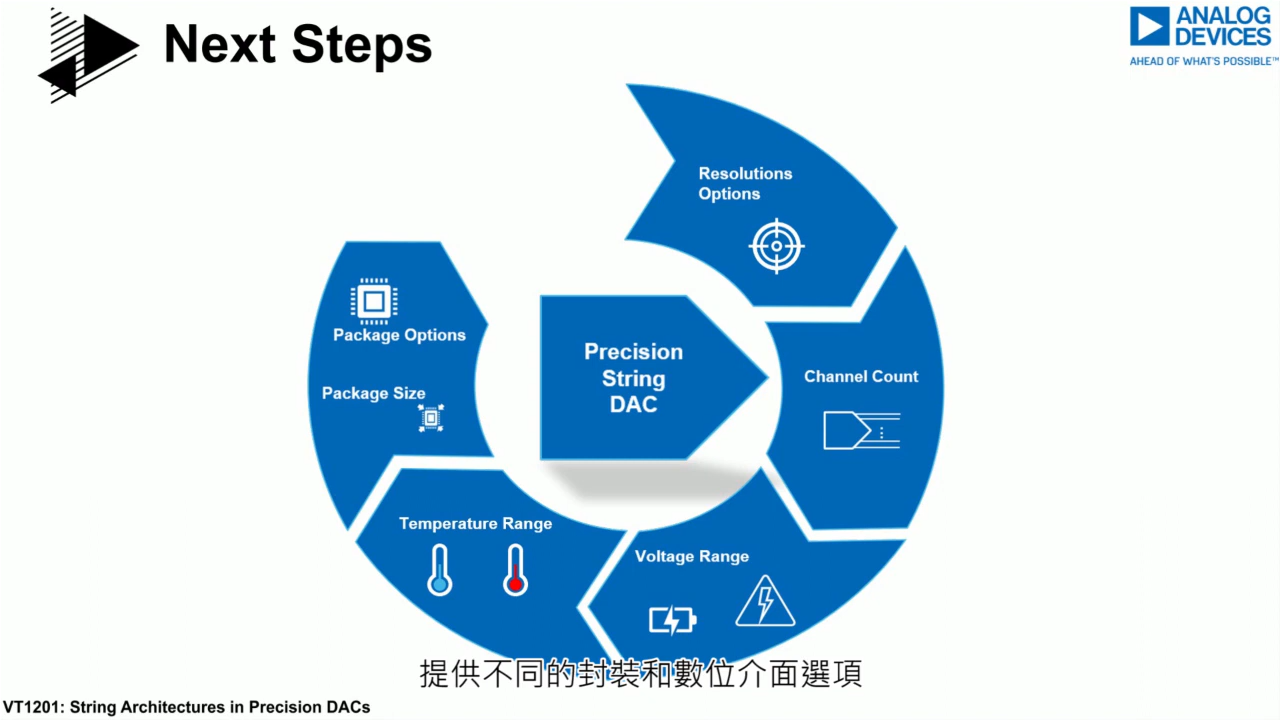 Next Steps
ANALOG
DEVICES
AHEAD OF WHAT'S POSSIBLE™
Resolutions
Options
Channel Count
Voltage Range
Temperature Range
Package Options
Package Size
Precision
String
DAC
提供不同的封裝和數位介面選項
VT1201: String Architectures in Precision DACs